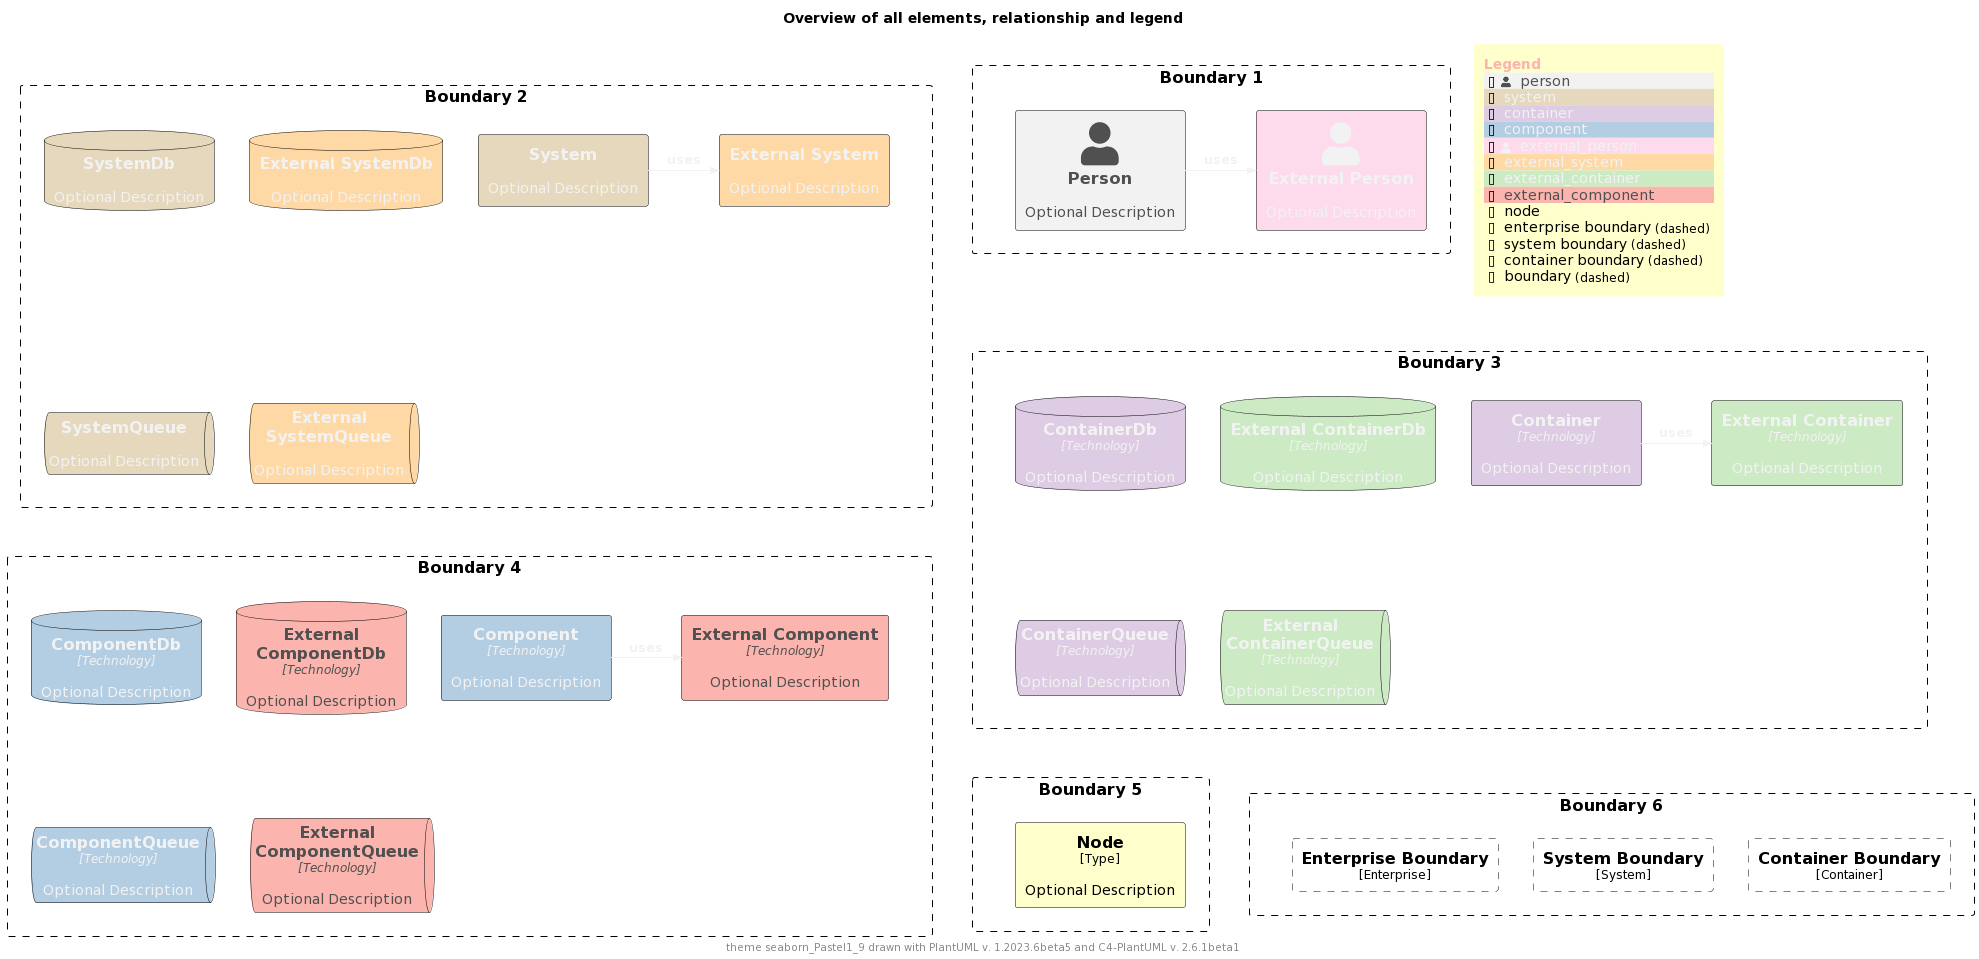 Overview of all elements, relationship and legend
Boundary 2
SystemDb
Optional Description
External SystemDb
Optional Description
System
Optional Description
uses
External System
Optional Description
SystemQueue
Optional Description
External
SystemQueue
Optional Description
Boundary 1
Person
Optional Description
uses
External Person
Optional Description
Legend
person
system
container
component
external_person
external_system
external_container
external_component
node
enterprise boundary (dashed)
system boundary (dashed)
container boundary (dashed)
boundary (dashed)
Boundary 3
ContainerDb
[Technology]
Optional Description
External ContainerDb
[Technology]
Optional Description
Container
[Technology]
Optional Description
uses
External Container
[Technology]
Optional Description
ContainerQueue
[Technology]
Optional Description
External
ContainerQueue
[Technology]
Optional Description
Boundary 4
ComponentDb
[Technology]
Optional Description
External
ComponentDb
[Technology]
Optional Description
Component
[Technology]
Optional Description
uses
External Component
[Technology]
Optional Description
ComponentQueue
[Technology]
Optional Description
External
ComponentQueue
[Technology]
Optional Description
Boundary 5
Node
[Type]
Optional Description
Boundary 6
Enterprise Boundary
[Enterprise]
System Boundary
[System]
Container Boundary
[Container]
theme seaborn_Pastel1_9 drawn with PlantUML v. 1.2023.6beta5 and C4-PlantUML v. 2.6.1beta1